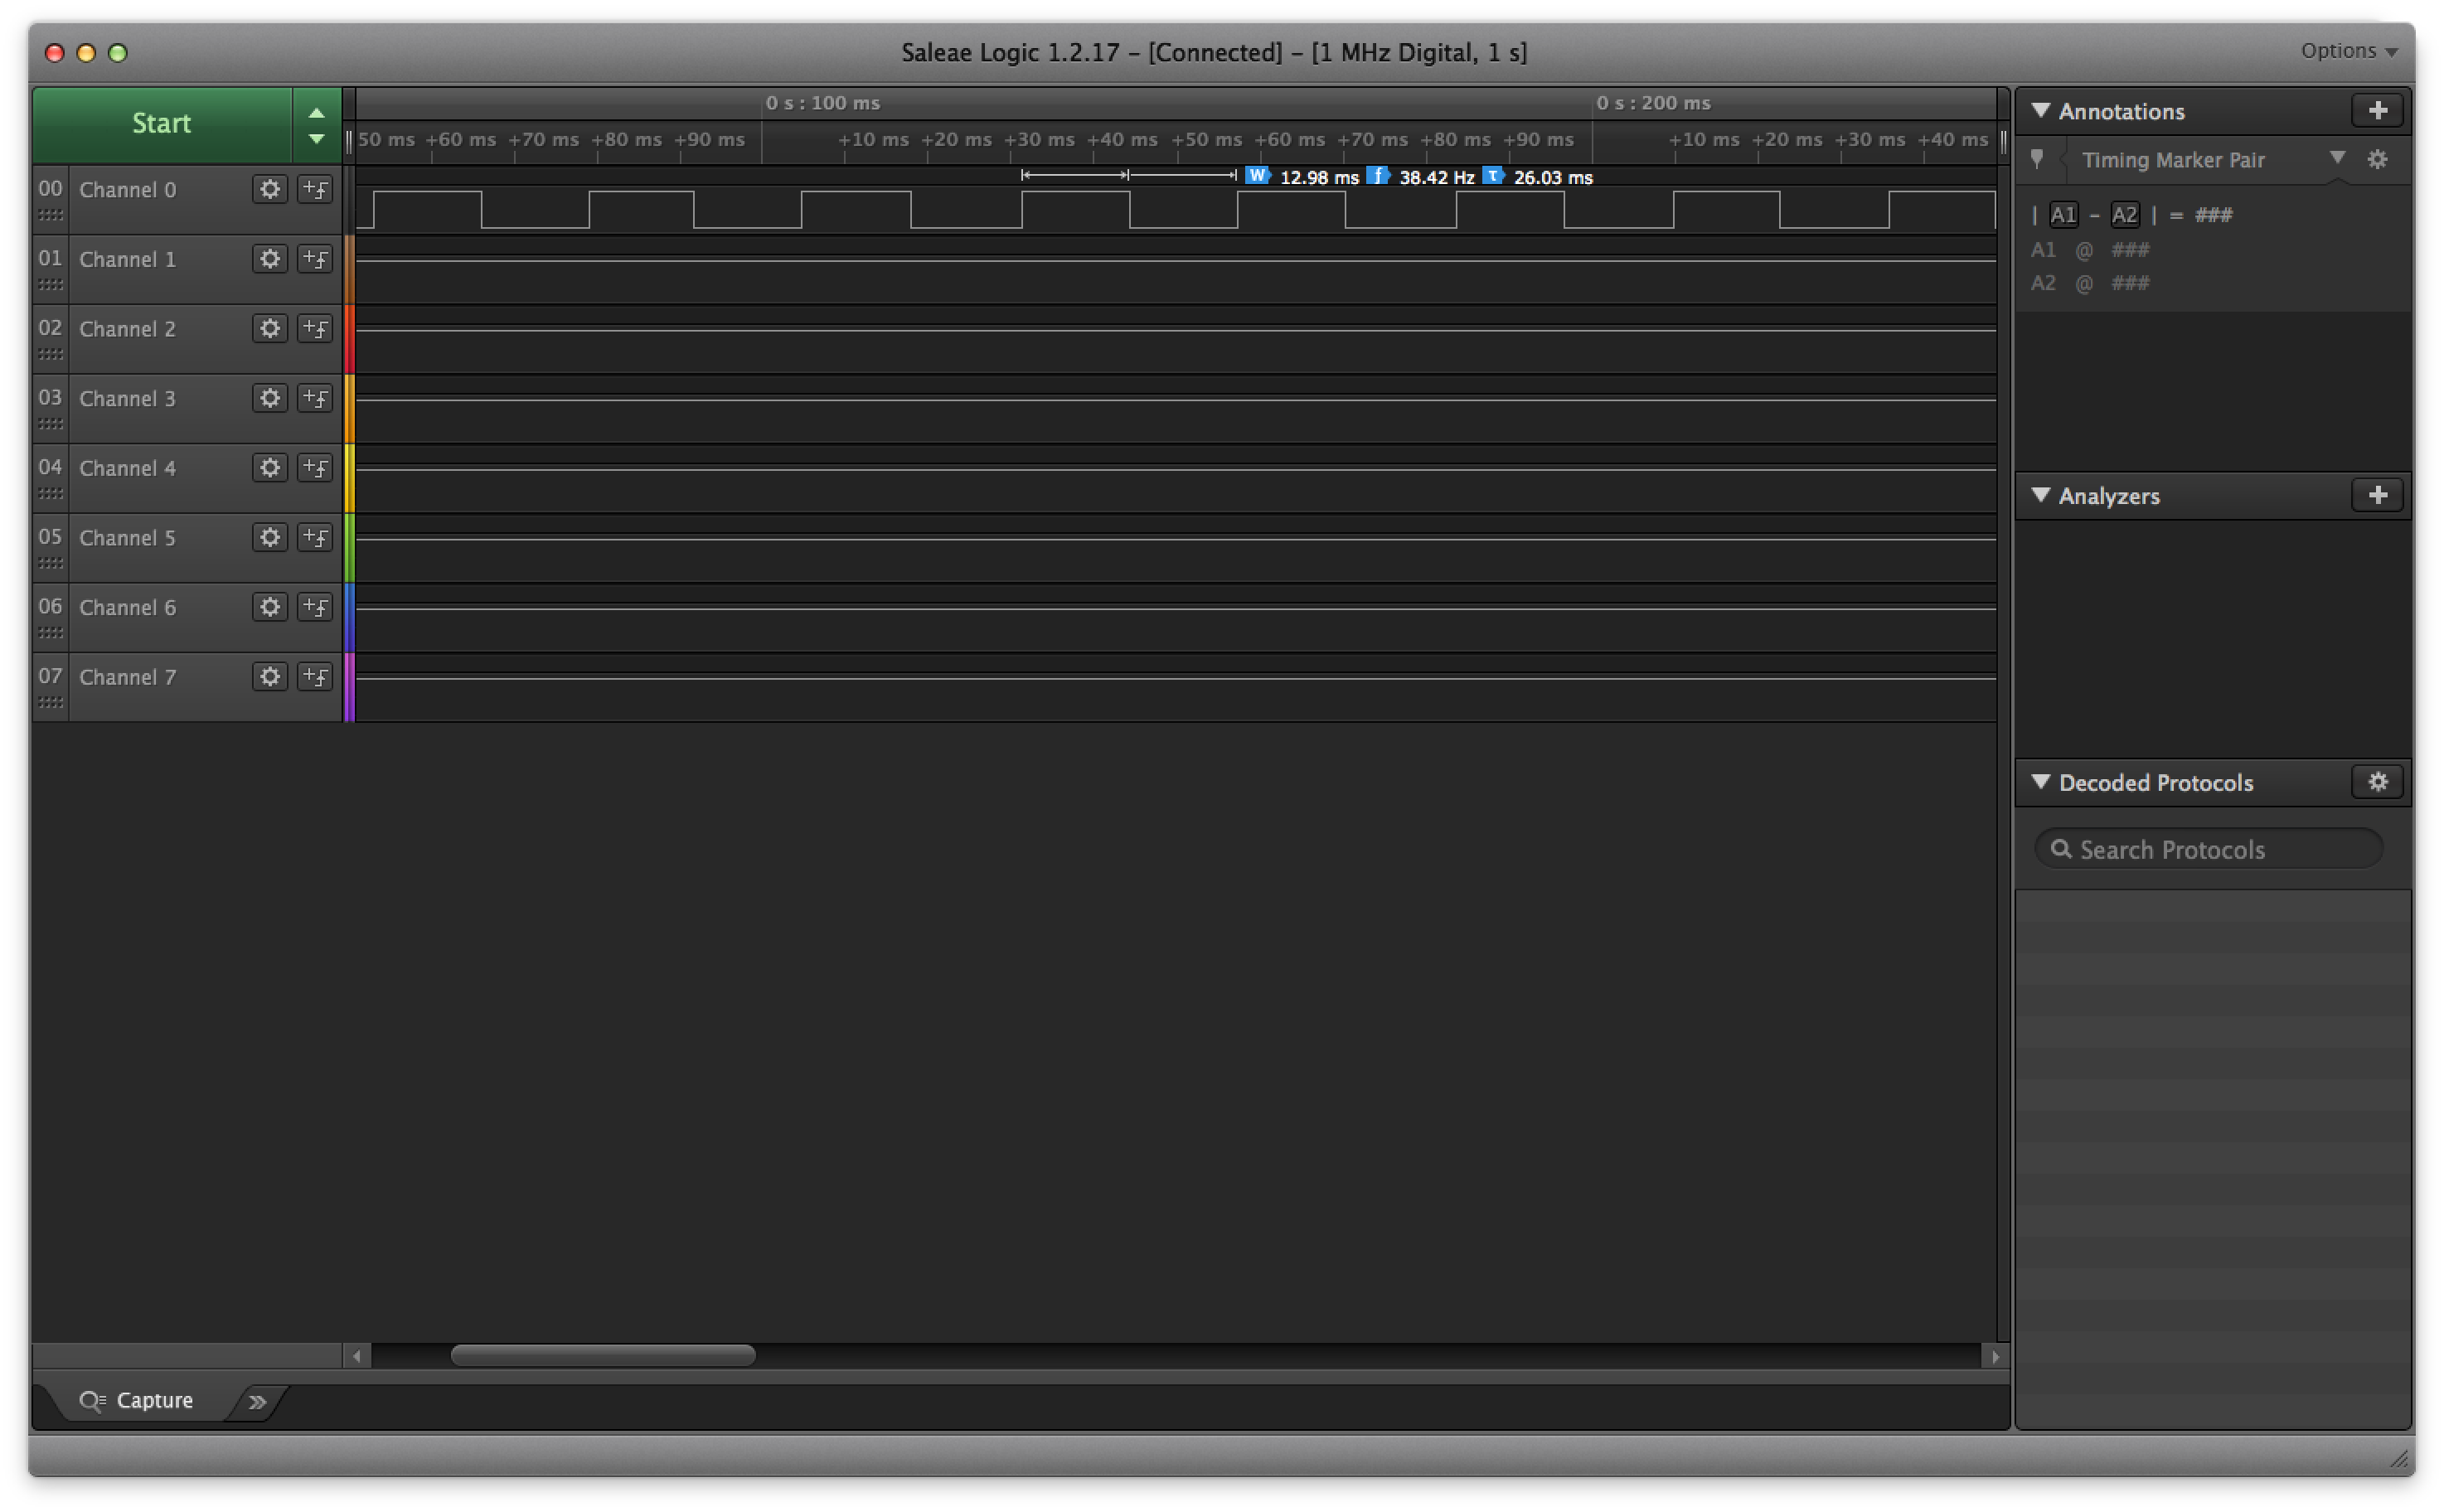 Saleae Logic 1.2.17 – [Connected] – [1 MHz Digital, 1 s]
Options
Start
0 s : 100 ms
0 s : 200 ms
50 ms +60 ms +70 ms +80 ms +90 ms +10 ms +20 ms +30 ms +40 ms +50 ms +60 ms +70 ms +80 ms +90 ms +10 ms +20 ms +30 ms +40 ms
W 12.98 ms f 38.42 Hz τ 26.03 ms
00 Channel 0
01 Channel 1
02 Channel 2
03 Channel 3
04 Channel 4
05 Channel 5
06 Channel 6
07 Channel 7
Annotations
Timing Marker Pair
| A1 – A2 | = ###
A1 @ ###
A2 @ ###
Analyzers
Decoded Protocols
Search Protocols
Capture